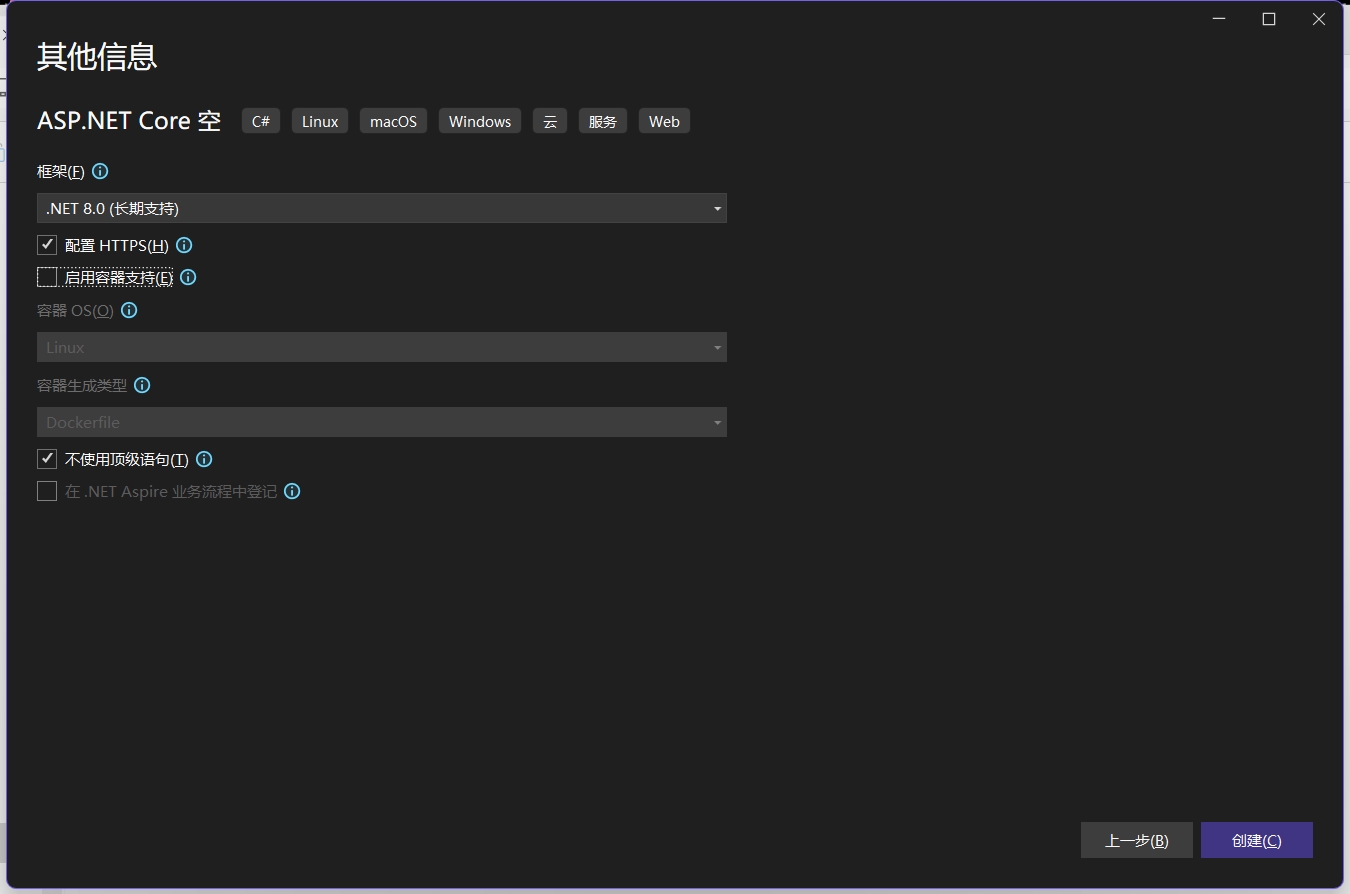 其他信息
ASP.NET Core 空 C# Linux macOS Windows 云 服务 Web
框架(F)
.NET 8.0 (长期支持)
配置 HTTPS(H)
启用容器支持(E)
容器 OS(O)
Linux
容器生成类型
Dockerfile
不使用顶级语句(T)
在 .NET Aspire 业务流程中登记
上一步(B) 创建(C)